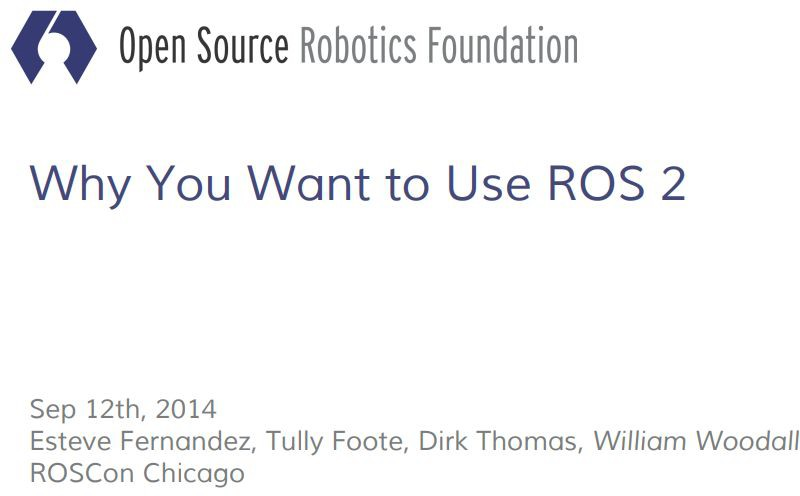 Open Source Robotics Foundation
Why You Want to Use ROS 2
Sep 12th, 2014
Esteve Fernandez, Tully Foote, Dirk Thomas, William Woodall
ROSCon Chicago